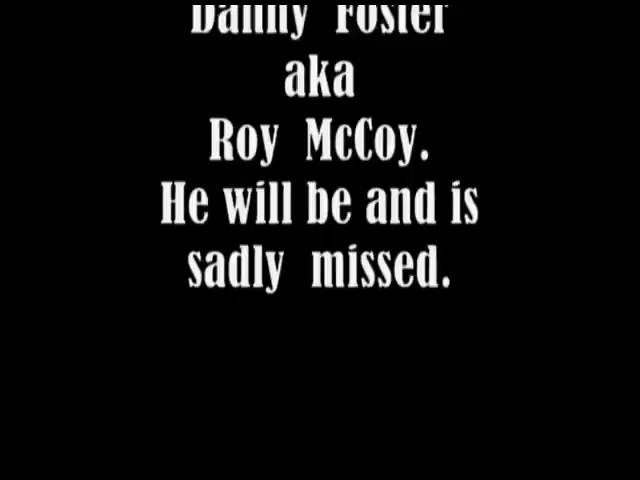 Danny Foster
aka
Roy McCoy.
He will be and is
sadly missed.